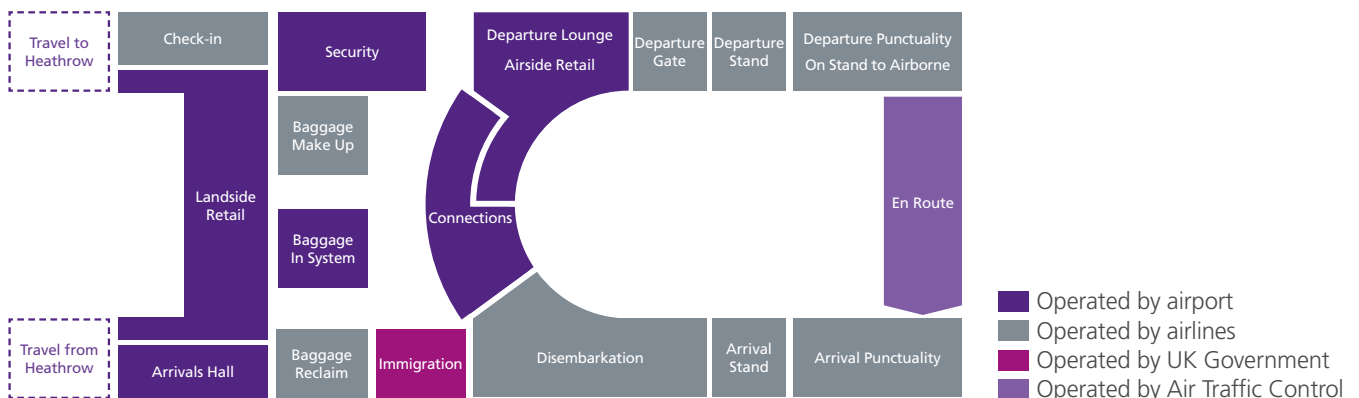 Travel to
Heathrow
Check-in
Security
Departure Lounge
Airside Retail
Departure
Gate
Departure
Stand
Departure Punctuality
On Stand to Airborne
Baggage
Make Up
Landside
Retail
Connections
En Route
Baggage
In System
Travel from
Heathrow
Arrivals Hall
Baggage
Reclaim
Immigration
Disembarkation
Arrival
Stand
Arrival Punctuality
Operated by airport
Operated by airlines
Operated by UK Government
Operated by Air Traffic Control